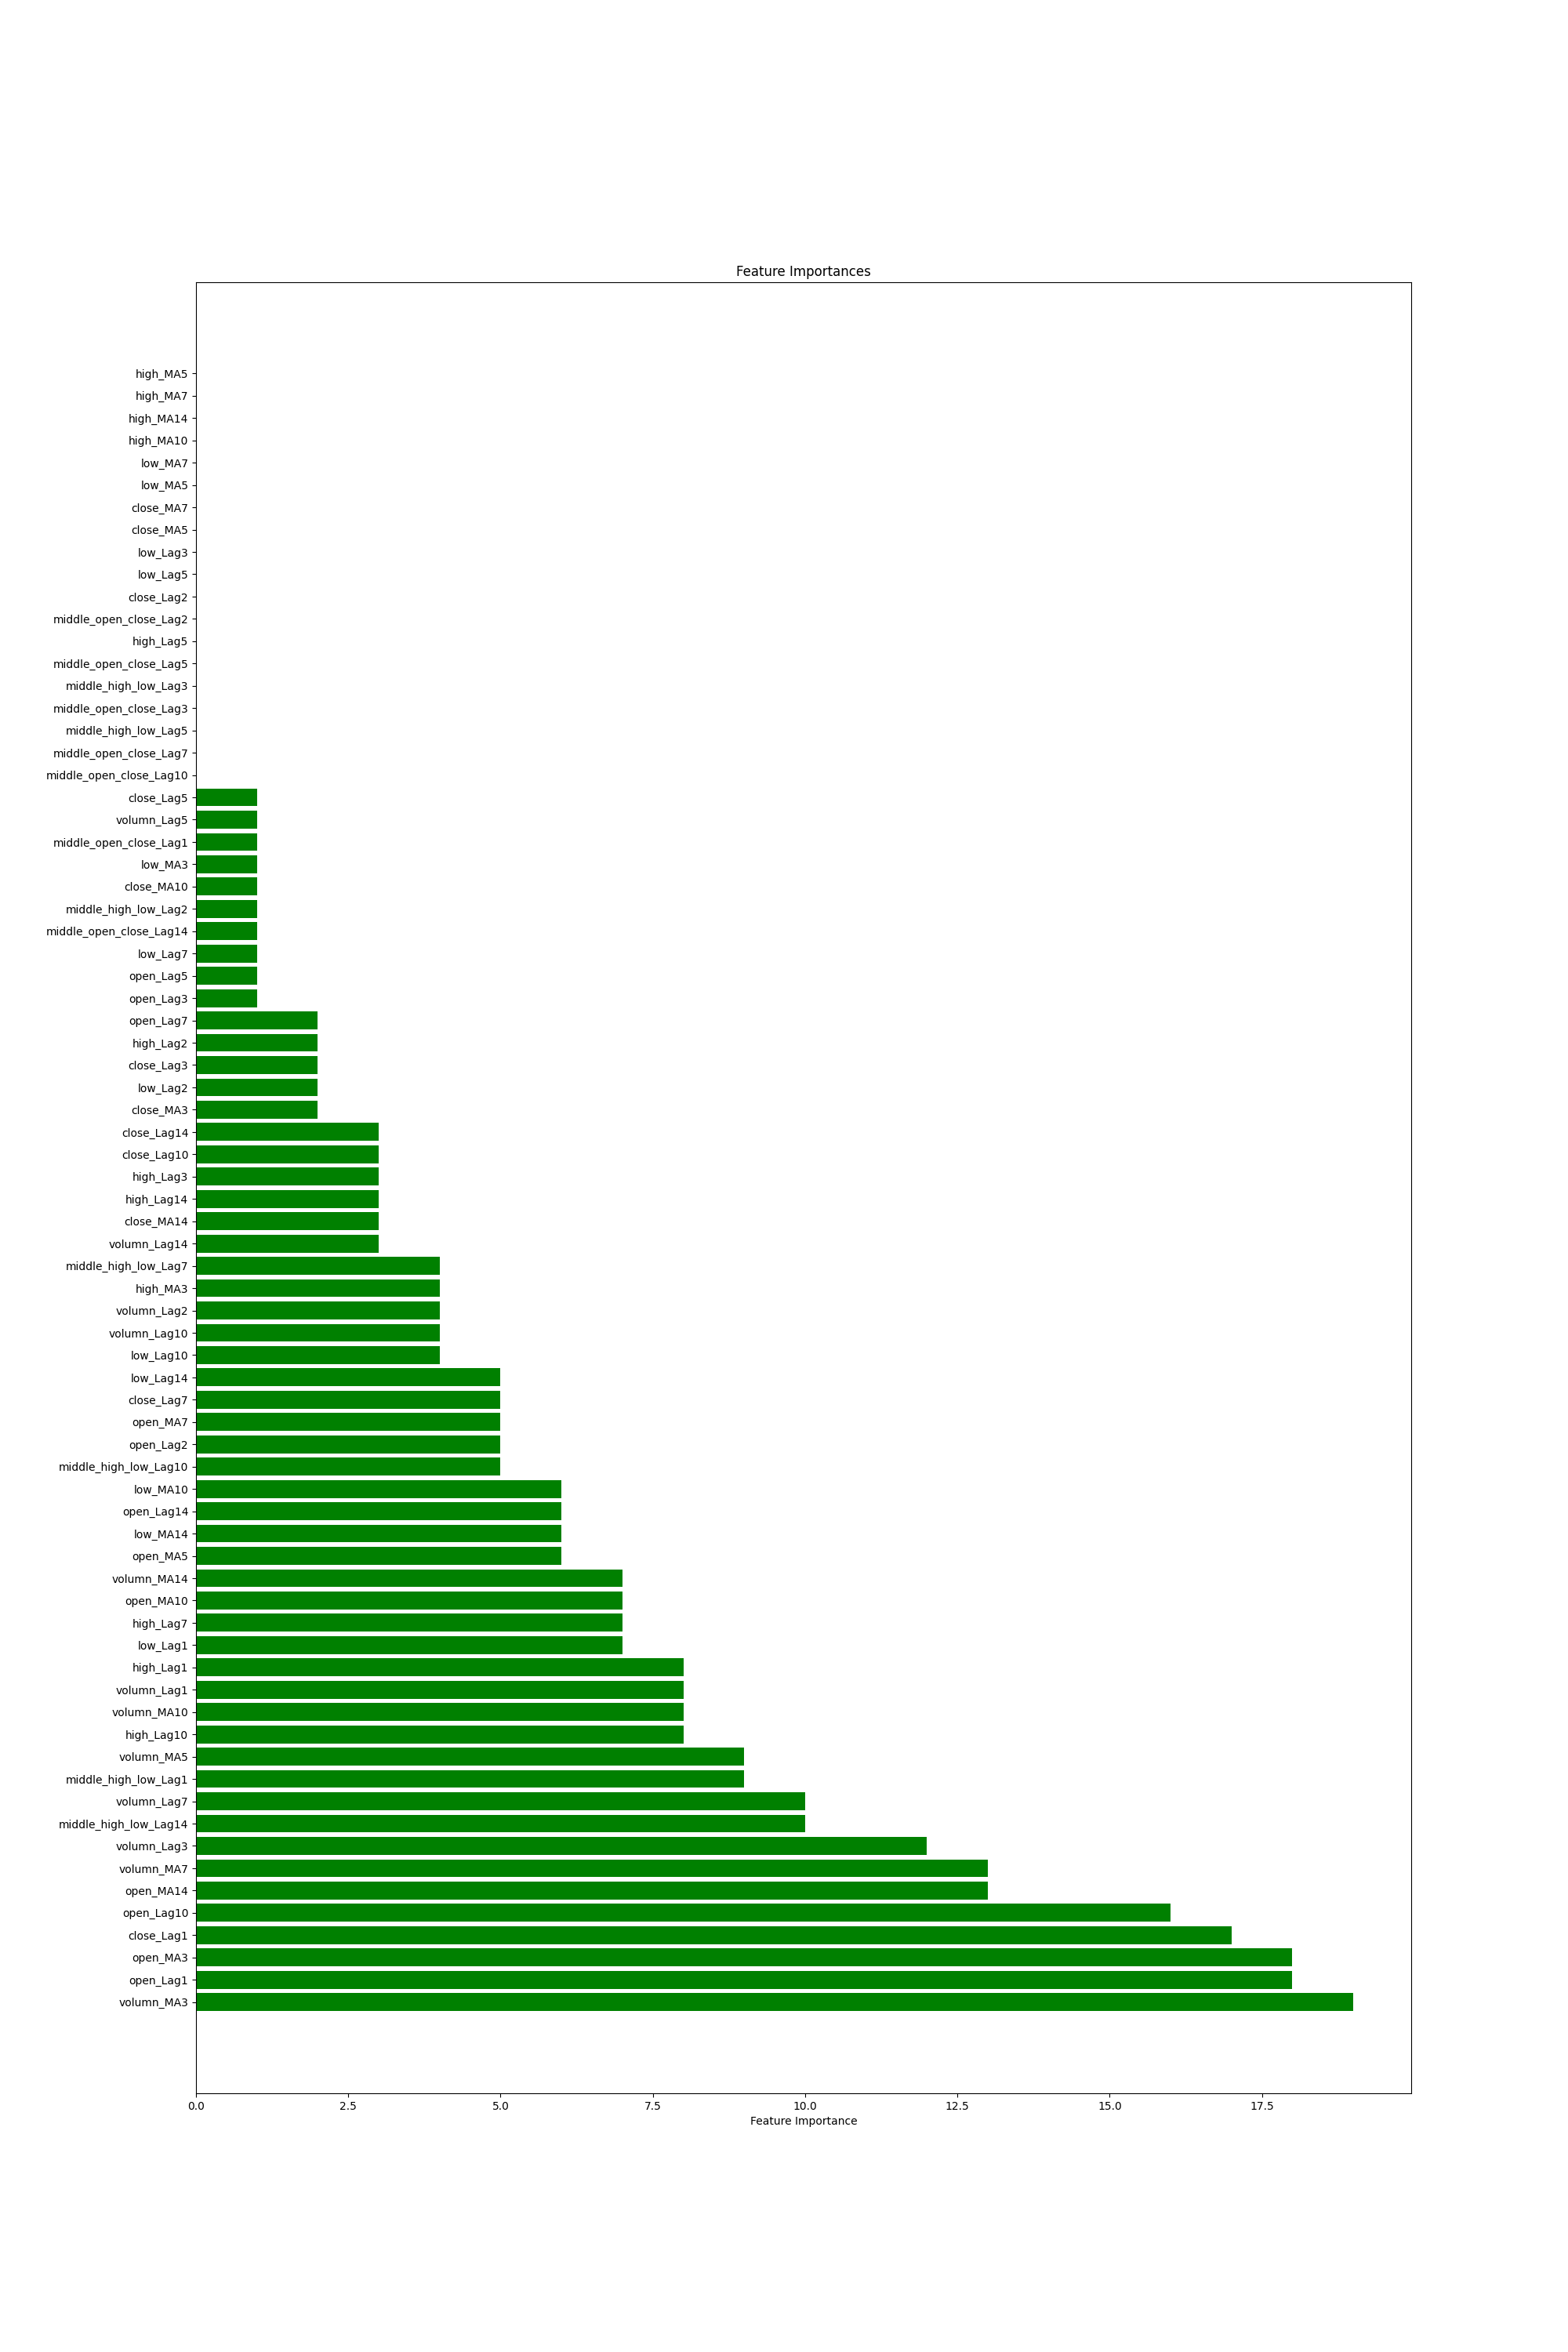 Feature Importances
high_MA5
high_MA7
high_MA14
high_MA10
low_MA7
low_MA5
close_MA7
close_MA5
low_Lag3
low_Lag5
close_Lag2
middle_open_close_Lag2
high_Lag5
middle_open_close_Lag5
middle_high_low_Lag3
middle_open_close_Lag3
middle_high_low_Lag5
middle_open_close_Lag7
middle_open_close_Lag10
close_Lag5
volumn_Lag5
middle_open_close_Lag1
low_MA3
close_MA10
middle_high_low_Lag2
middle_open_close_Lag14
low_Lag7
open_Lag5
open_Lag3
open_Lag7
high_Lag2
close_Lag3
low_Lag2
close_MA3
close_Lag14
close_Lag10
high_Lag3
high_Lag14
close_MA14
volumn_Lag14
middle_high_low_Lag7
high_MA3
volumn_Lag2
volumn_Lag10
low_Lag10
low_Lag14
close_Lag7
open_MA7
open_Lag2
middle_high_low_Lag10
low_MA10
open_Lag14
low_MA14
open_MA5
volumn_MA14
open_MA10
high_Lag7
low_Lag1
high_Lag1
volumn_Lag1
volumn_MA10
high_Lag10
volumn_MA5
middle_high_low_Lag1
volumn_Lag7
middle_high_low_Lag14
volumn_Lag3
volumn_MA7
open_MA14
open_Lag10
close_Lag1
open_MA3
open_Lag1
volumn_MA3
0.0 2.5 5.0 7.5 10.0 12.5 15.0 17.5
Feature Importance